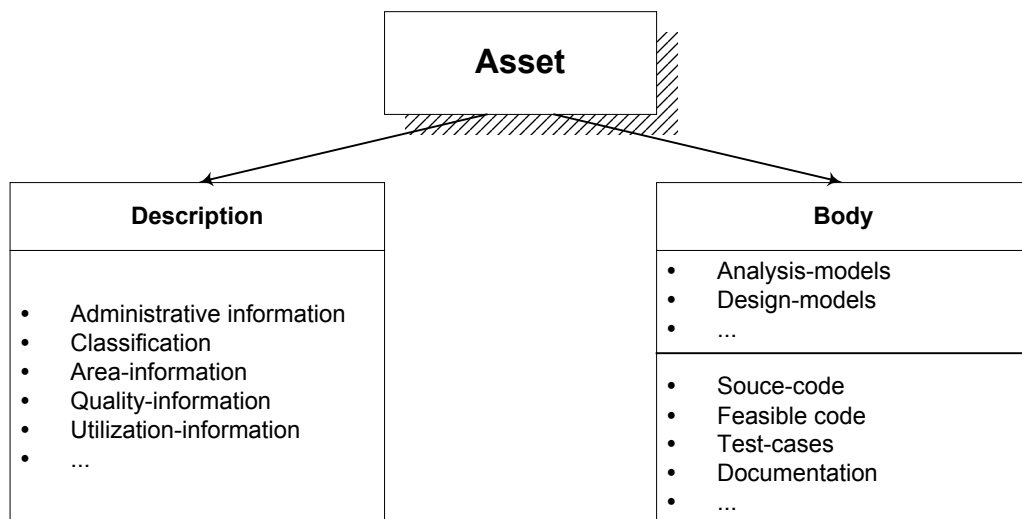 Asset
Description
• Administrative information
• Classification
• Area-information
• Quality-information
• Utilization-information
• ...
Body
• Analysis-models
• Design-models
• ...
• Souce-code
• Feasible code
• Test-cases
• Documentation
• ...